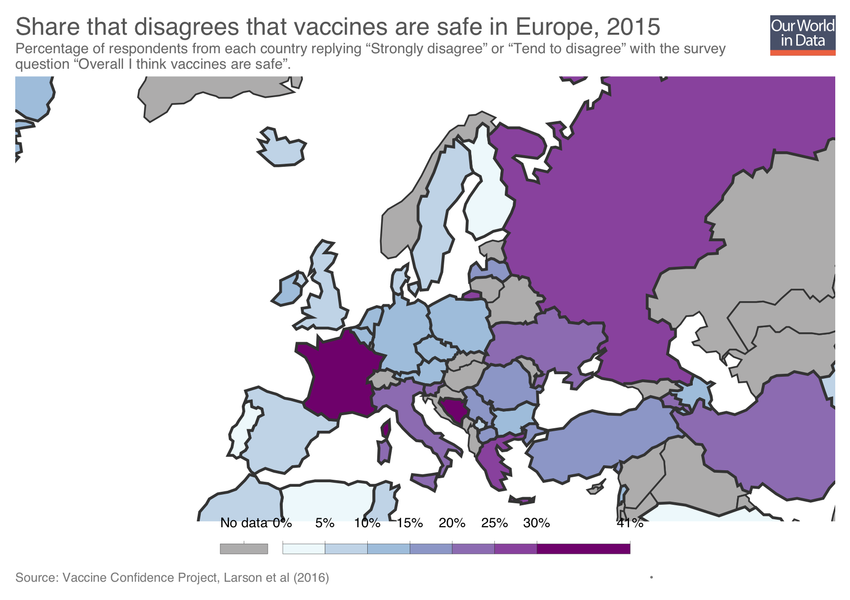 Share that disagrees that vaccines are safe in Europe, 2015
Percentage of respondents from each country replying “Strongly disagree” or “Tend to disagree” with the survey
question “Overall I think vaccines are safe”.
Our World
in Data
No data 0% 5% 10% 15% 20% 25% 30% 41%
Source: Vaccine Confidence Project, Larson et al (2016)